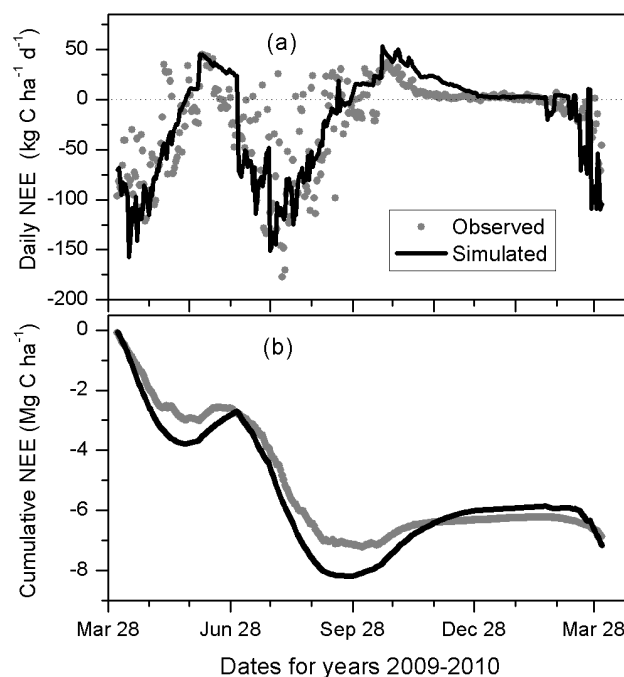 (a)
50
0
-50
-100
-150
-200
Daily NEE (kg C ha⁻¹ d⁻¹)
Observed
Simulated
(b)
0
-2
-4
-6
-8
Cumulative NEE (Mg C ha⁻¹)
Mar 28 Jun 28 Sep 28 Dec 28 Mar 28
Dates for years 2009-2010